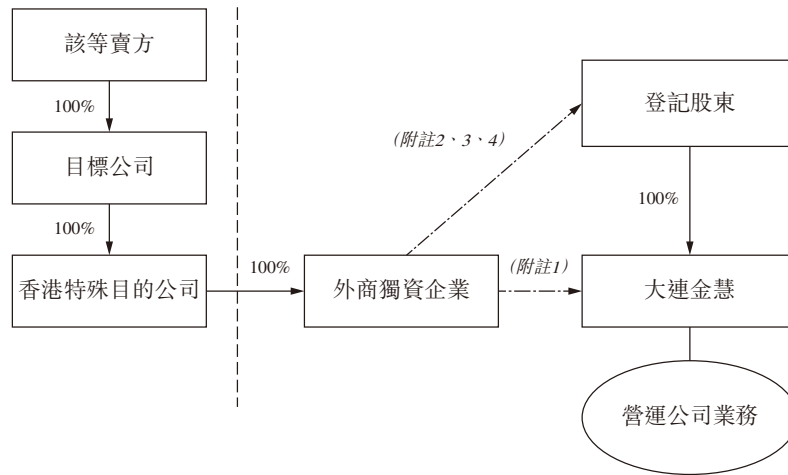 該等賣方
登記股東
100%
(附註2、3、4)
目標公司
100%
100%
香港特殊目的公司
100%
外商獨資企業
(附註1)
大連金慧
營運公司業務